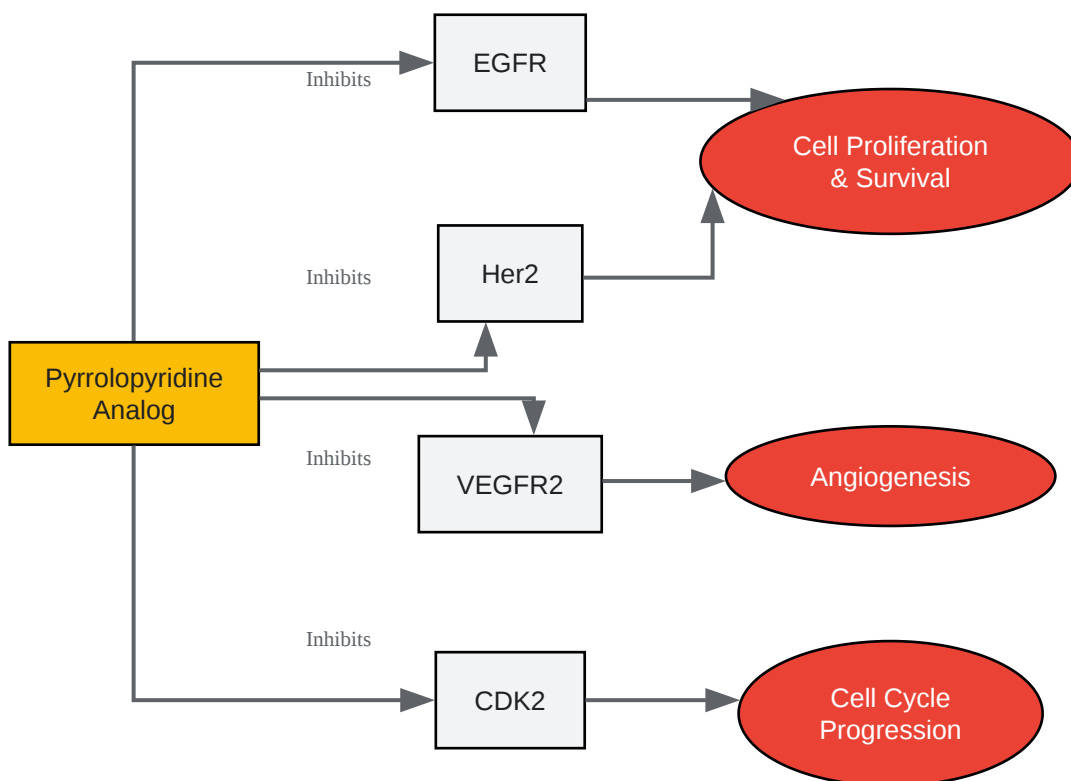 EGFR
Inhibits
Cell Proliferation
& Survival
Her2
Inhibits
Pyrrolopyridine
Analog
Inhibits
VEGFR2
Angiogenesis
Inhibits
CDK2
Cell Cycle
Progression